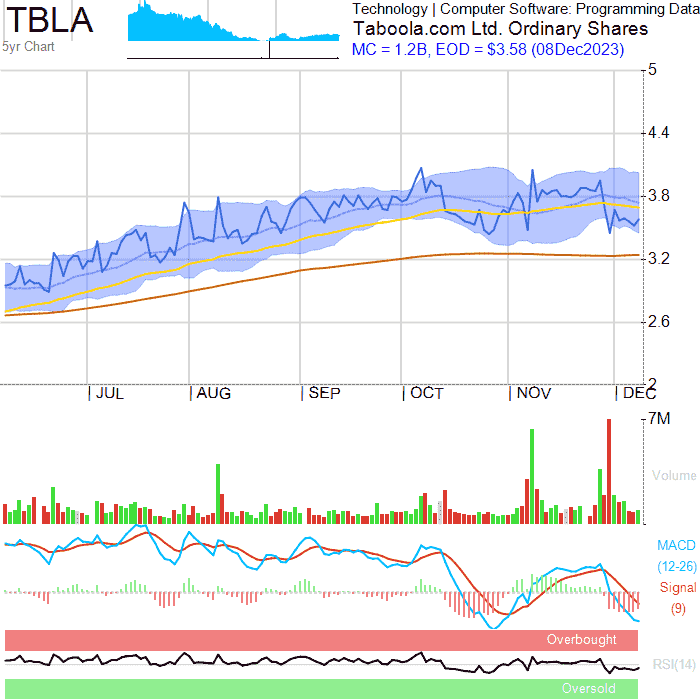 TBLA
5yr Chart
Technology | Computer Software: Programming Data
Taboola.com Ltd. Ordinary Shares
MC = 1.2B, EOD = $3.58 (08Dec2023)
5
4.4
3.8
3.2
2.6
2
JUL AUG SEP OCT NOV DEC
7M
Volume
MACD
(12-26)
Signal
(9)
Overbought
RSI(14)
Oversold